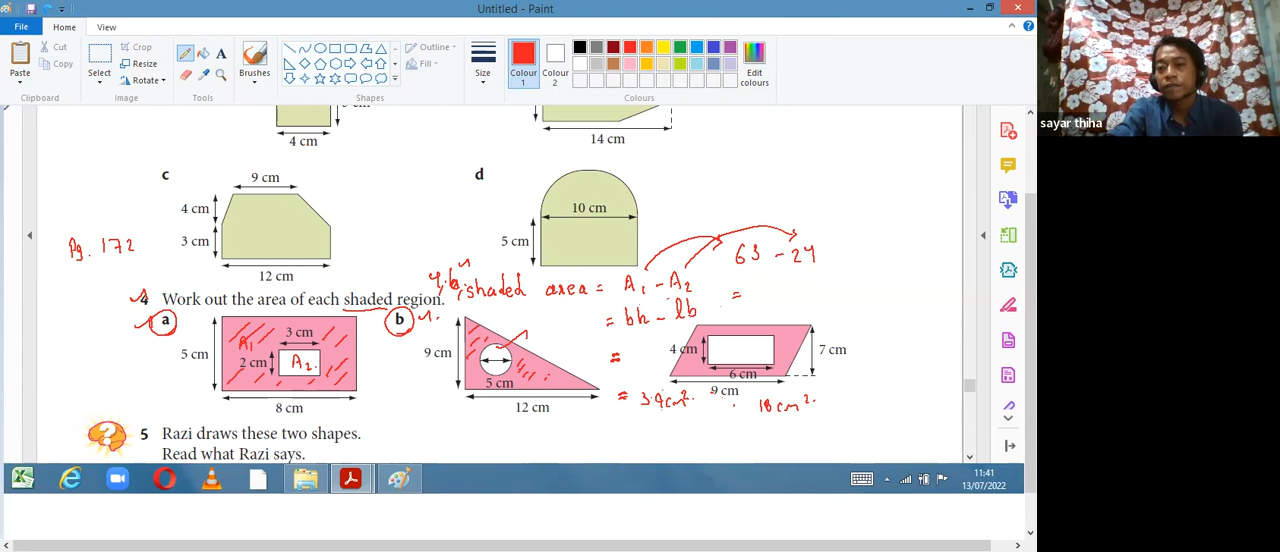 Untitled - Paint
File
Home
View
Paste
Cut
Copy
Clipboard
Select
Crop
Resize
Rotate
Image
A
Tools
Brushes
Outline
Fill
Shapes
Size
Colour 1
Colour 2
Edit colours
Colours
sayar thiha
4 cm
14 cm
c
9 cm
4 cm
3 cm
12 cm
d
10 cm
5 cm
Pg. 172
63 - 24
shaded area = A1 - A2
=
4 Work out the area of each shaded region.
= bh - lb
a
5 cm
3 cm
2 cm
A1
A2.
8 cm
b
9 cm
5 cm
12 cm
=
4 cm
6 cm
7 cm
9 cm
18 cm².
5 Razi draws these two shapes.
Read what Razi says.
11:41
13/07/2022